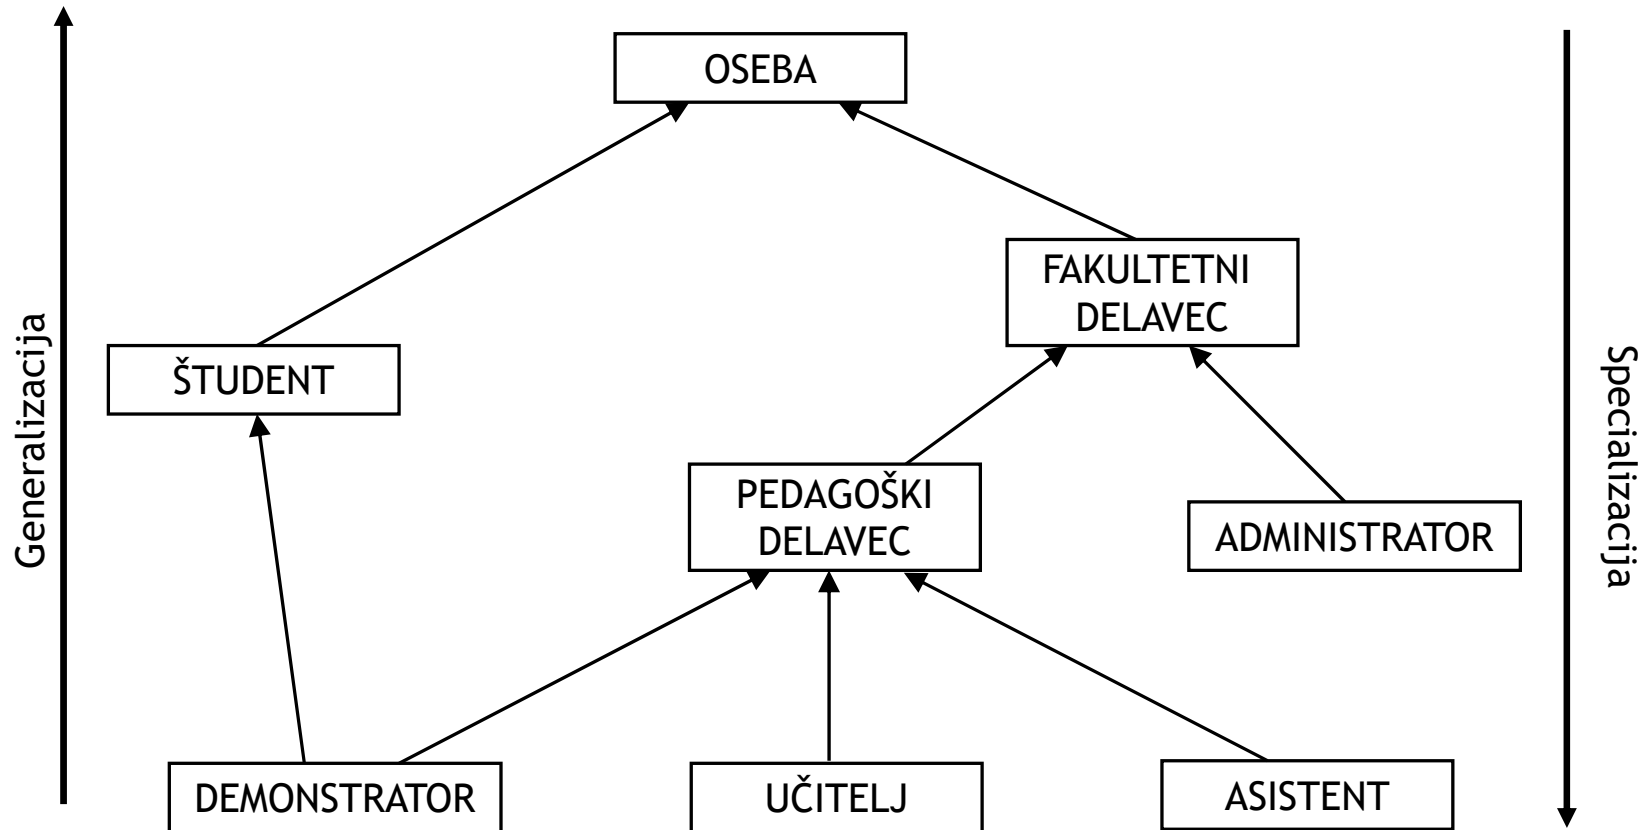 OSEBA
FAKULTETNI
DELAVEC
ŠTUDENT
Generalizacija
Specializacija
PEDAGOŠKI
DELAVEC
ADMINISTRATOR
DEMONSTRATOR
UČITELJ
ASISTENT